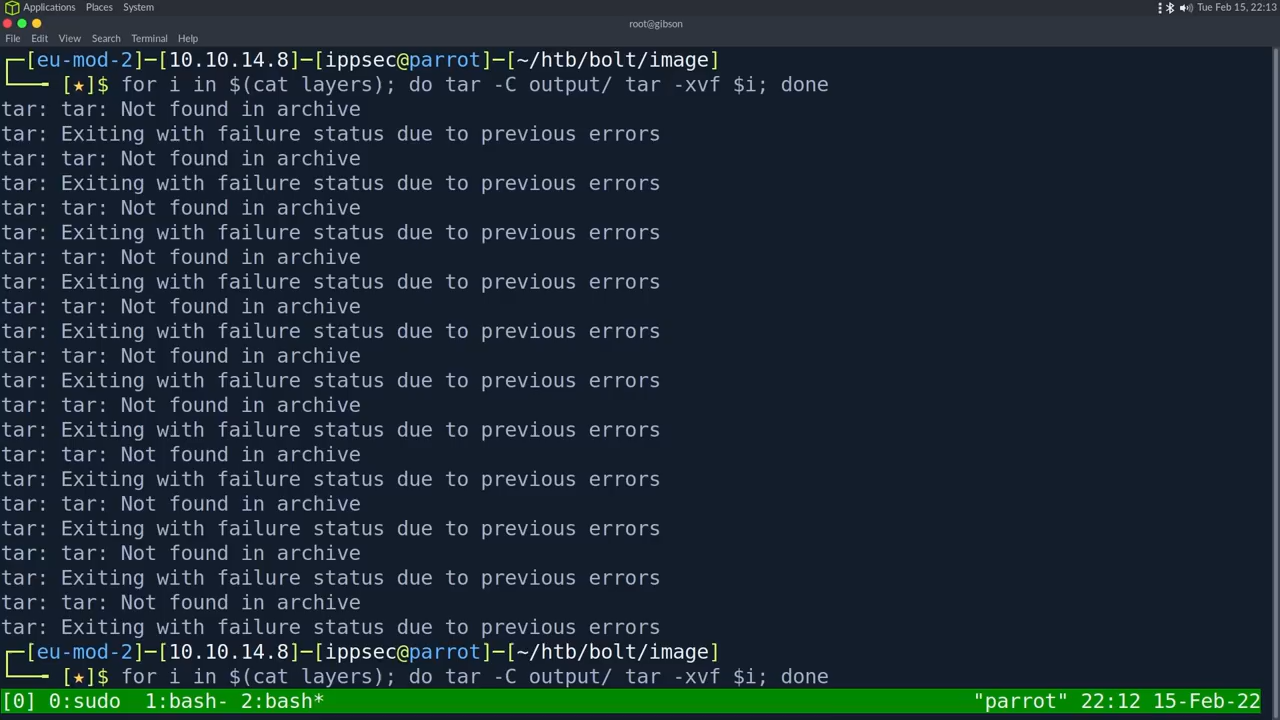 Applications Places System Tue Feb 15, 22:13
root@gibson
File Edit View Search Terminal Help
┌─[eu-mod-2]─[10.10.14.8]─[ippsec@parrot]─[~/htb/bolt/image]
└──╼ [★]$ for i in $(cat layers); do tar -C output/ tar -xvf $i; done
tar: tar: Not found in archive
tar: Exiting with failure status due to previous errors
tar: tar: Not found in archive
tar: Exiting with failure status due to previous errors
tar: tar: Not found in archive
tar: Exiting with failure status due to previous errors
tar: tar: Not found in archive
tar: Exiting with failure status due to previous errors
tar: tar: Not found in archive
tar: Exiting with failure status due to previous errors
tar: tar: Not found in archive
tar: Exiting with failure status due to previous errors
tar: tar: Not found in archive
tar: Exiting with failure status due to previous errors
tar: tar: Not found in archive
tar: Exiting with failure status due to previous errors
tar: tar: Not found in archive
tar: Exiting with failure status due to previous errors
tar: tar: Not found in archive
tar: Exiting with failure status due to previous errors
tar: tar: Not found in archive
tar: Exiting with failure status due to previous errors
┌─[eu-mod-2]─[10.10.14.8]─[ippsec@parrot]─[~/htb/bolt/image]
└──╼ [★]$ for i in $(cat layers); do tar -C output/ tar -xvf $i; done
[0] 0:sudo 1:bash- 2:bash* "parrot" 22:12 15-Feb-22